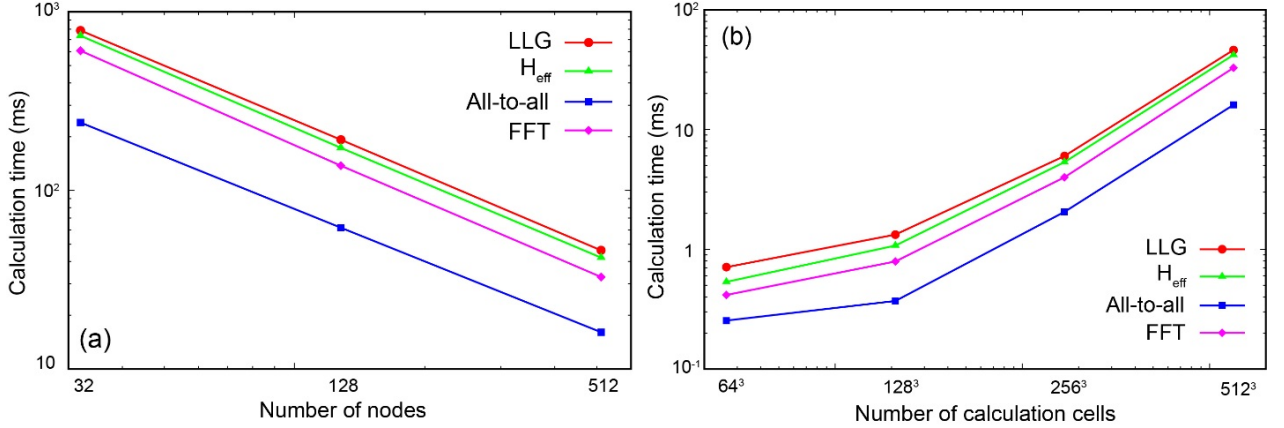 (a)
Calculation time (ms)
10³
10²
10
32
128
512
Number of nodes
LLG
H_eff
All-to-all
FFT
(b)
Calculation time (ms)
10²
10
1
10⁻¹
64³
128³
256³
512³
Number of calculation cells
LLG
H_eff
All-to-all
FFT